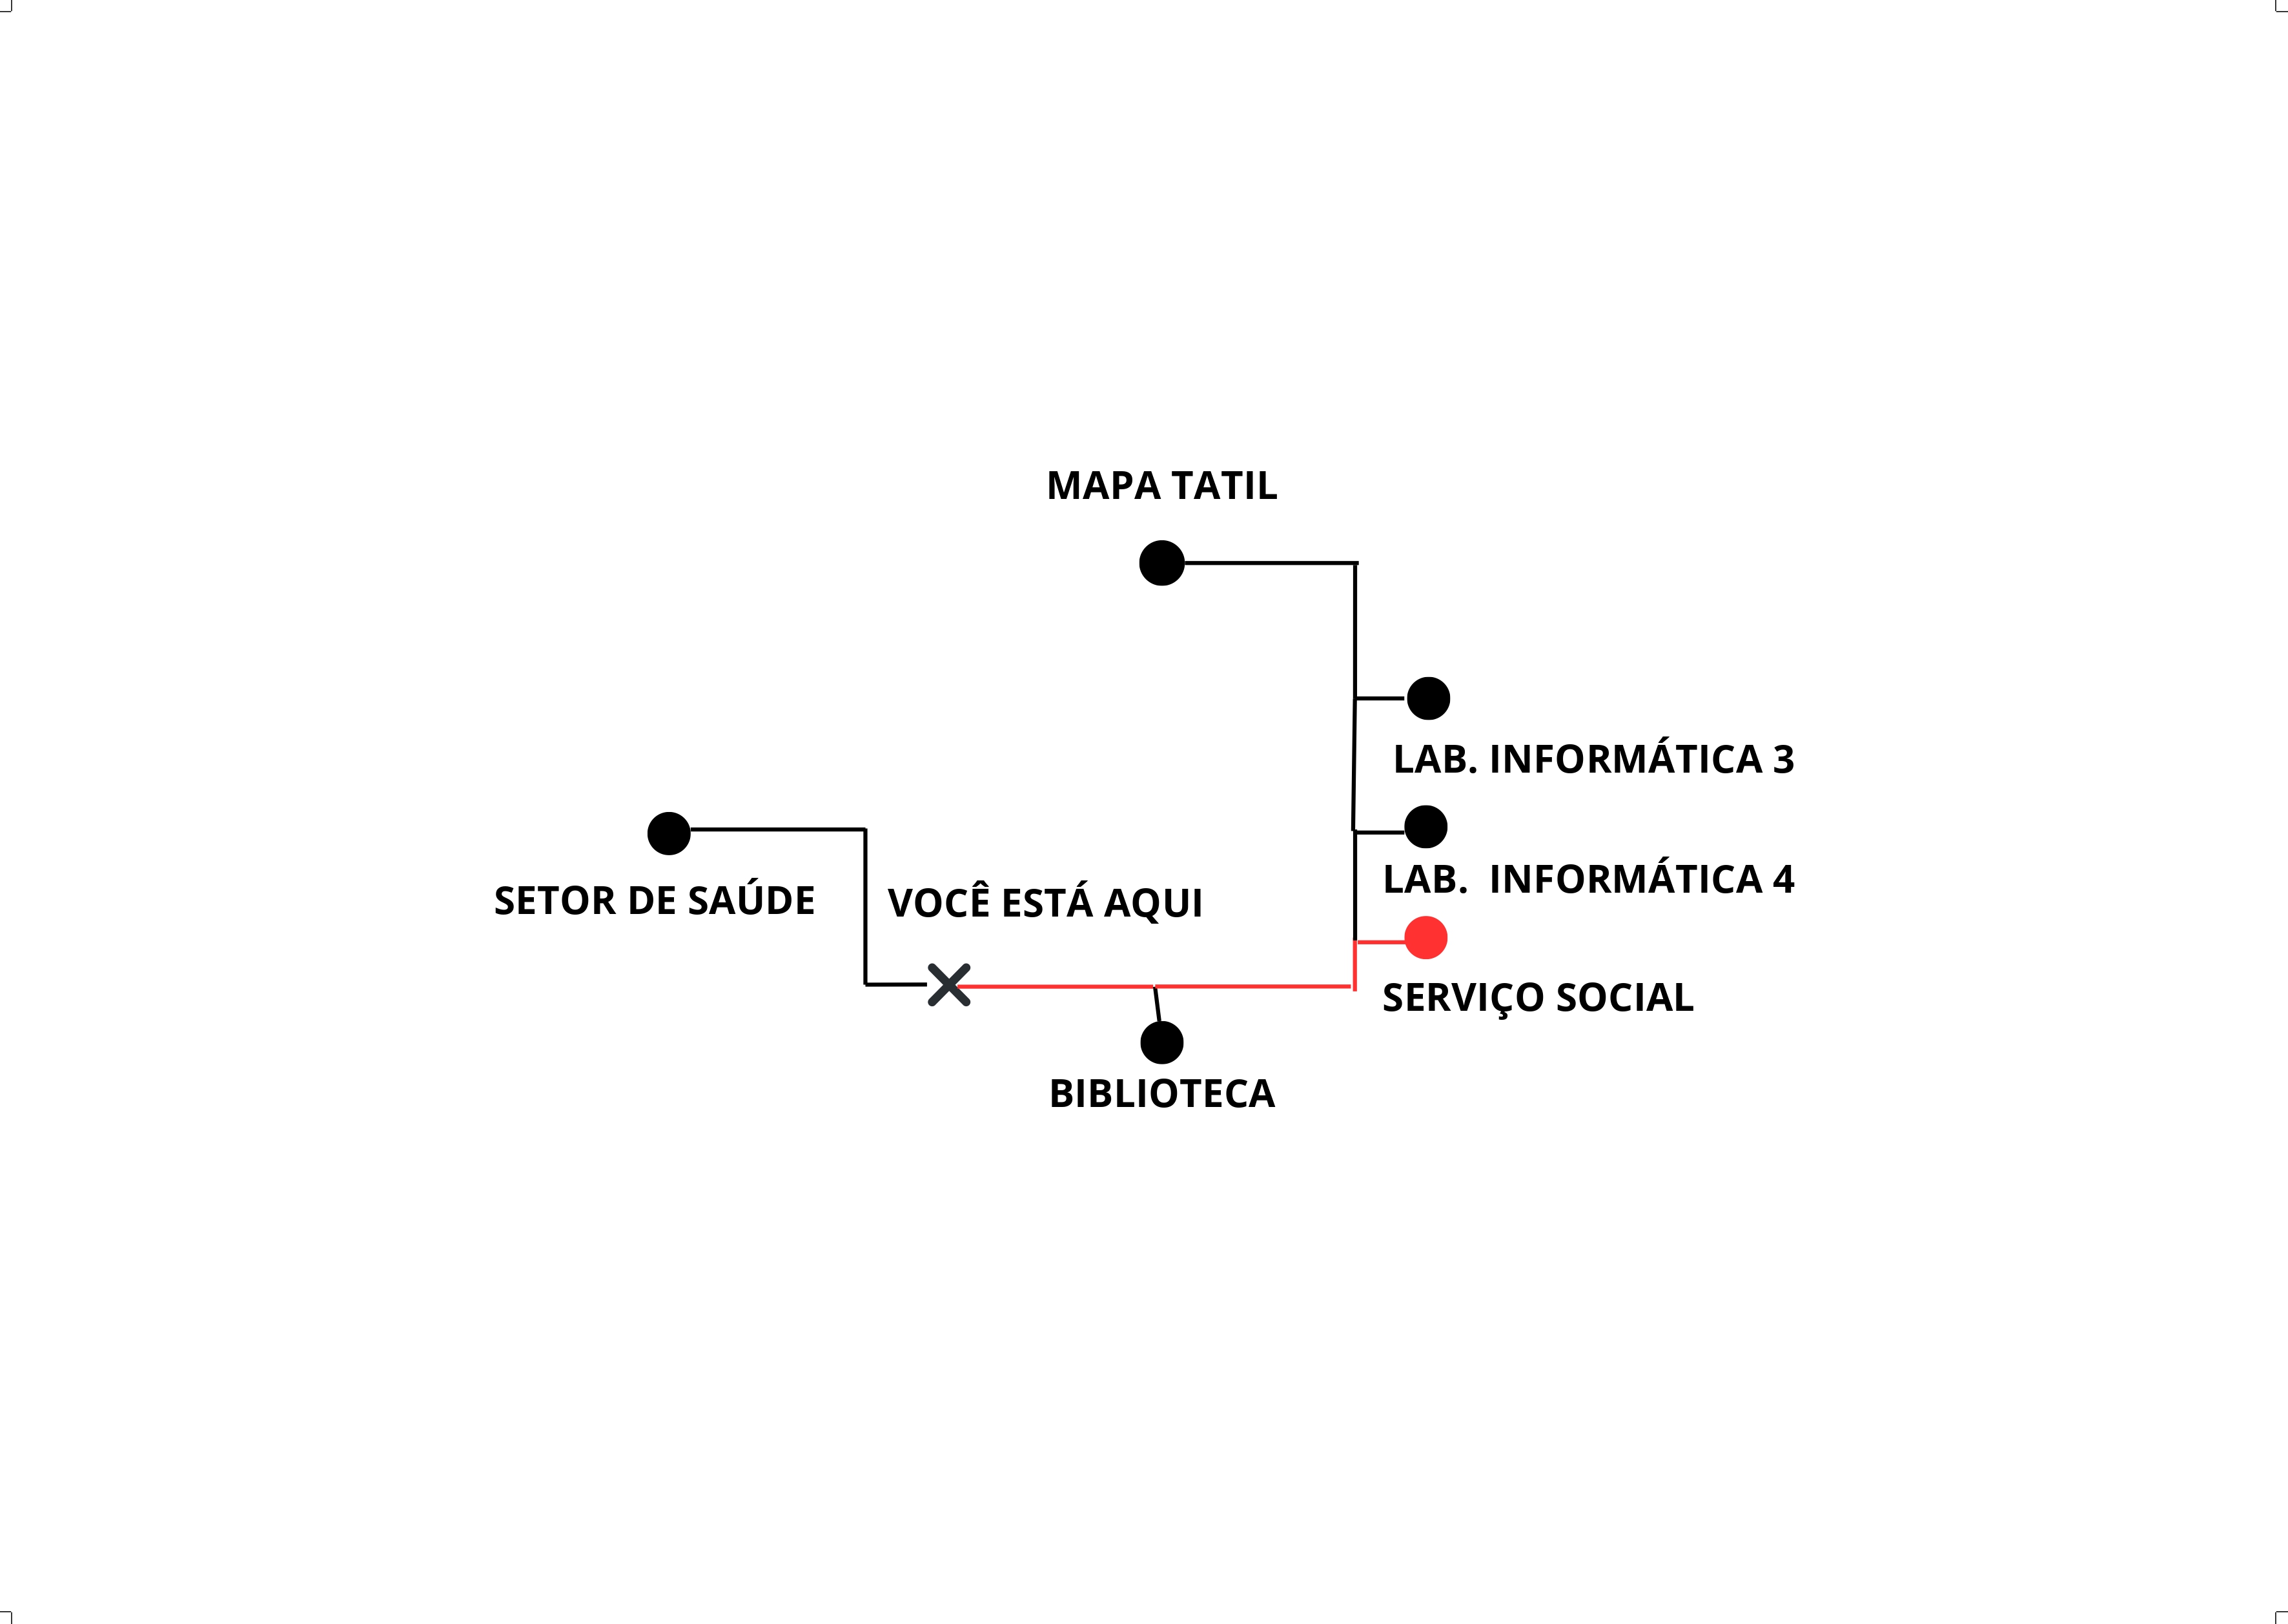 MAPA TATIL
LAB. INFORMÁTICA 3
LAB. INFORMÁTICA 4
SETOR DE SAÚDE
VOCÊ ESTÁ AQUI
SERVIÇO SOCIAL
BIBLIOTECA